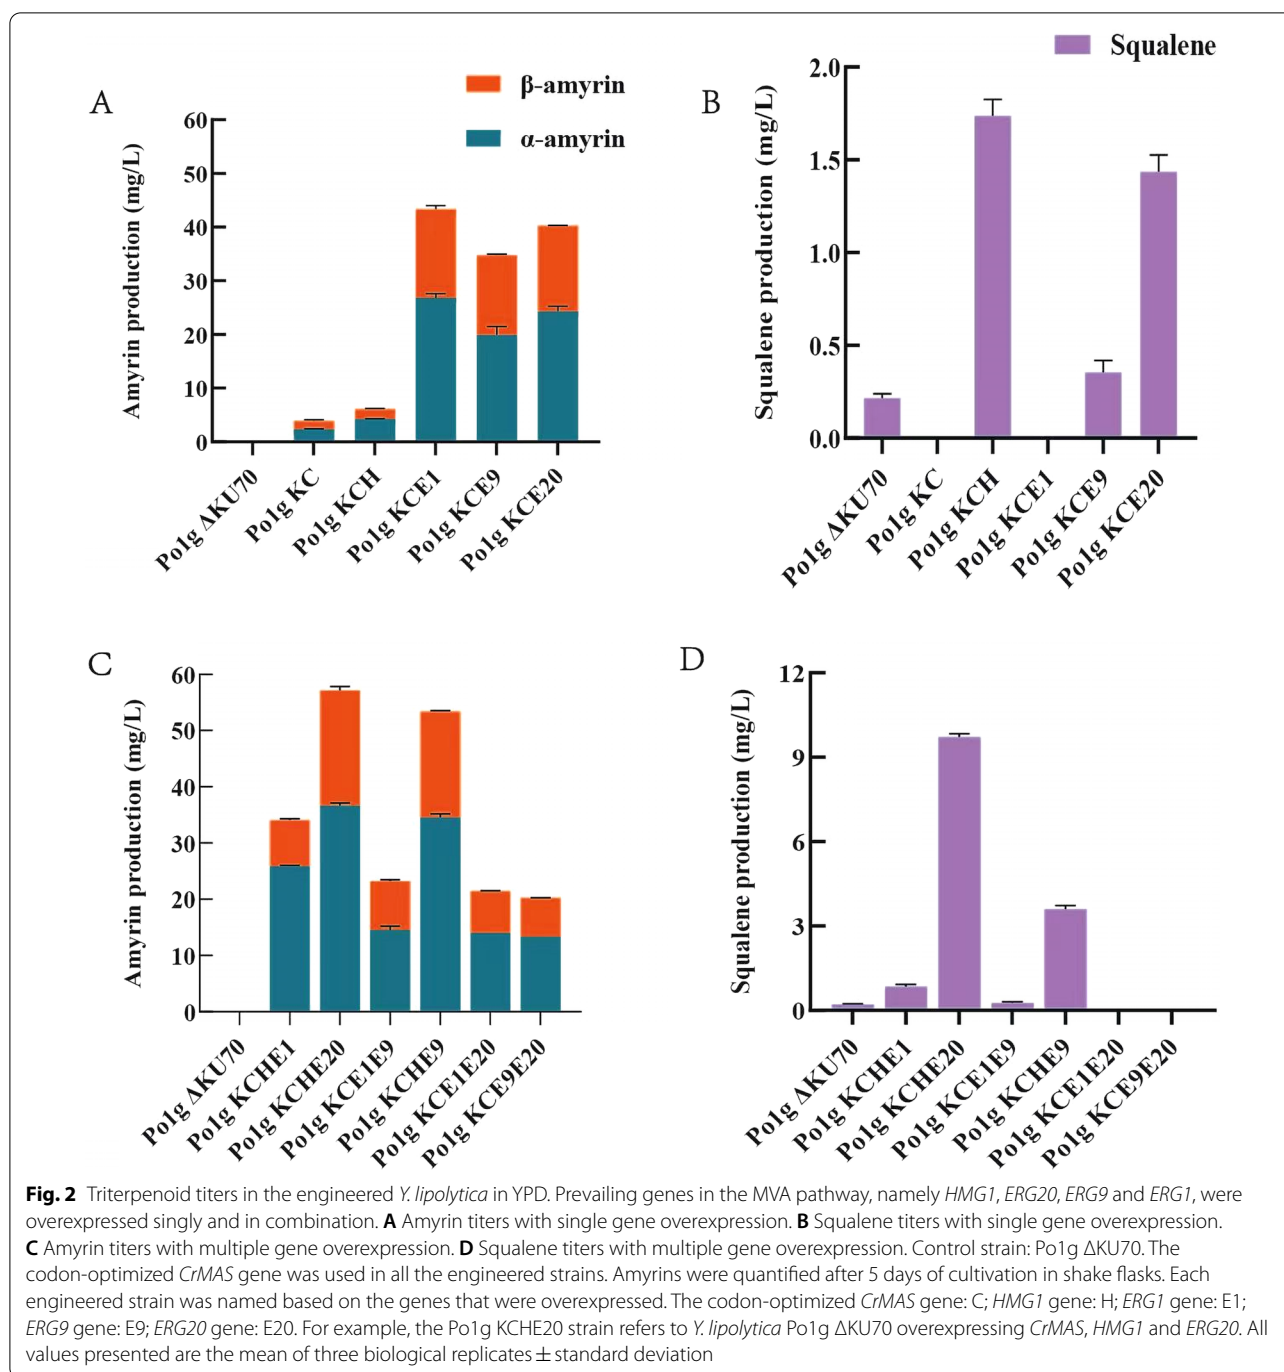 A
β-amyrin
α-amyrin
Amyrin production (mg/L)
60
50
40
30
20
10
0
Po1g ΔKU70
Po1g KC
Po1g KCH
Po1g KCE1
Po1g KCE9
Po1g KCE20
B
Squalene
Squalene production (mg/L)
2.0
1.5
1.0
0.5
0.0
Po1g ΔKU70
Po1g KC
Po1g KCH
Po1g KCE1
Po1g KCE9
Po1g KCE20
C
Amyrin production (mg/L)
60
50
40
30
20
10
0
Po1g ΔKU70
Po1g KCHE1
Po1g KCHE20
Po1g KCE1E9
Po1g KCHE9
Po1g KCE1E20
Po1g KCE9E20
D
Squalene production (mg/L)
12
9
6
3
0
Po1g ΔKU70
Po1g KCHE1
Po1g KCHE20
Po1g KCE1E9
Po1g KCHE9
Po1g KCE1E20
Po1g KCE9E20
Fig. 2 Triterpenoid titers in the engineered Y. lipolytica in YPD. Prevailing genes in the MVA pathway, namely HMG1, ERG20, ERG9 and ERG1, were
overexpressed singly and in combination. A Amyrin titers with single gene overexpression. B Squalene titers with single gene overexpression.
C Amyrin titers with multiple gene overexpression. D Squalene titers with multiple gene overexpression. Control strain: Po1g ΔKU70. The
codon-optimized CrMAS gene was used in all the engineered strains. Amyrins were quantified after 5 days of cultivation in shake flasks. Each
engineered strain was named based on the genes that were overexpressed. The codon-optimized CrMAS gene: C; HMG1 gene: H; ERG1 gene: E1;
ERG9 gene: E9; ERG20 gene: E20. For example, the Po1g KCHE20 strain refers to Y. lipolytica Po1g ΔKU70 overexpressing CrMAS, HMG1 and ERG20. All
values presented are the mean of three biological replicates ± standard deviation